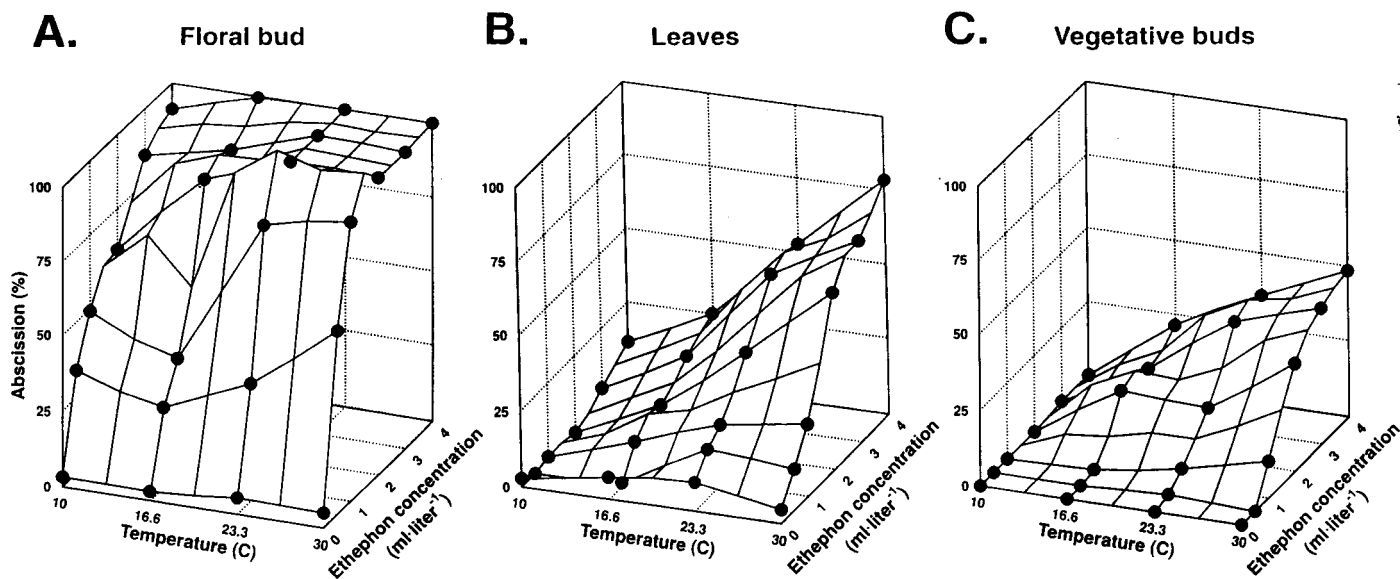 A.
Floral bud
B.
Leaves
C.
Vegetative buds
100
75
50
25
0
Abscission (%)
10
16.6
23.3
30
Temperature (C)
0
1
2
3
4
Ethephon concentration
(ml·liter⁻¹)
100
75
50
25
0
10
16.6
23.3
30
Temperature (C)
0
1
2
3
4
Ethephon concentration
(ml·liter⁻¹)
100
75
50
25
0
10
16.6
23.3
30
Temperature (C)
0
1
2
3
4
Ethephon concentration
(ml·liter⁻¹)